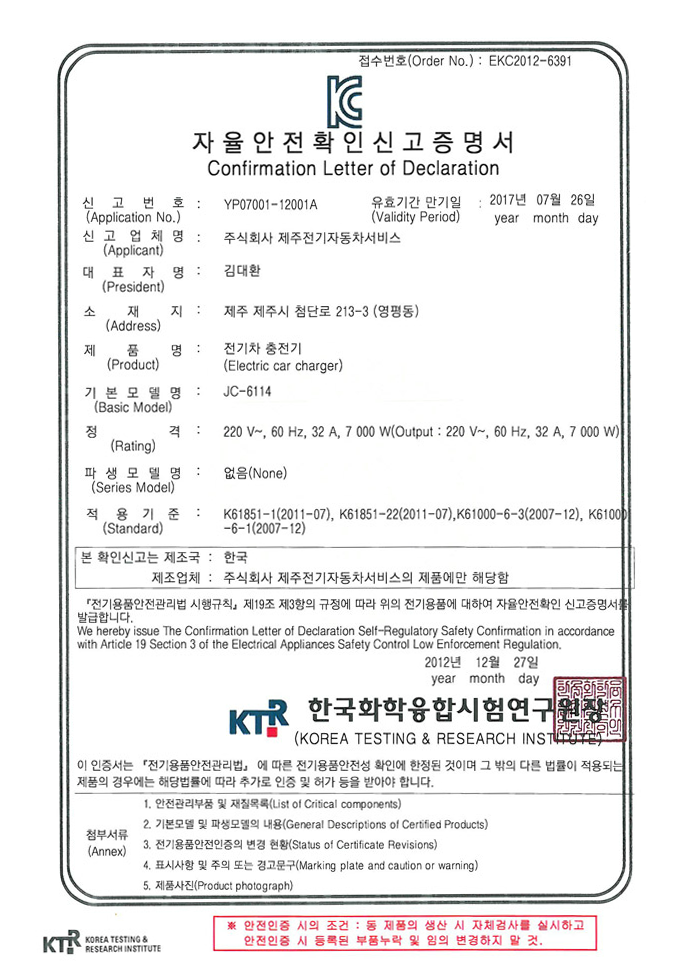 접수번호(Order No.) : EKC2012-6391
자율안전확인신고증명서
Confirmation Letter of Declaration
신 고 번 호 : YP07001-12001A 유효기간 만기일 : 2017년 07월 26일
(Application No.) (Validity Period) year month day
신 고 업 체 명 : 주식회사 제주전기자동차서비스
(Applicant)
대 표 자 명 : 김대환
(President)
소 재 지 : 제주 제주시 첨단로 213-3 (영평동)
(Address)
제 품 명 : 전기차 충전기
(Product) (Electric car charger)
기 본 모 델 명 : JC-6114
(Basic Model)
정 격 : 220 V~, 60 Hz, 32 A, 7 000 W(Output : 220 V~, 60 Hz, 32 A, 7 000 W)
(Rating)
파 생 모 델 명 : 없음(None)
(Series Model)
적 용 기 준 : K61851-1(2011-07), K61851-22(2011-07),K61000-6-3(2007-12), K61000
(Standard) -6-1(2007-12)
본 확인신고는 제조국 : 한국
제조업체 : 주식회사 제주전기자동차서비스의 제품에만 해당함
『전기용품안전관리법 시행규칙』 제19조 제3항의 규정에 따라 위의 전기용품에 대하여 자율안전확인 신고증명서를
발급합니다.
We hereby issue The Confirmation Letter of Declaration Self-Regulatory Safety Confirmation in accordance
with Article 19 Section 3 of the Electrical Appliances Safety Control Low Enforcement Regulation.
2012년 12월 27일
year month day
KTR 한국화학융합시험연구원장
(KOREA TESTING & RESEARCH INSTITUTE)
이 인증서는 『전기용품안전관리법』 에 따른 전기용품안전성 확인에 한정된 것이며 그 밖의 다른 법률이 적용되는
제품의 경우에는 해당법률에 따라 추가로 인증 및 허가 등을 받아야 합니다.
첨부서류
(Annex)
1. 안전관리부품 및 재질목록(List of Critical components)
2. 기본모델 및 파생모델의 내용(General Descriptions of Certified Products)
3. 전기용품안전인증의 변경 현황(Status of Certificate Revisions)
4. 표시사항 및 주의 또는 경고문구(Marking plate and caution or warning)
5. 제품사진(Product photograph)
KTR KOREA TESTING &
RESEARCH INSTITUTE
※ 안전인증 시의 조건 : 동 제품의 생산 시 자체검사를 실시하고
안전인증 시 등록된 부품누락 및 임의 변경하지 말 것.